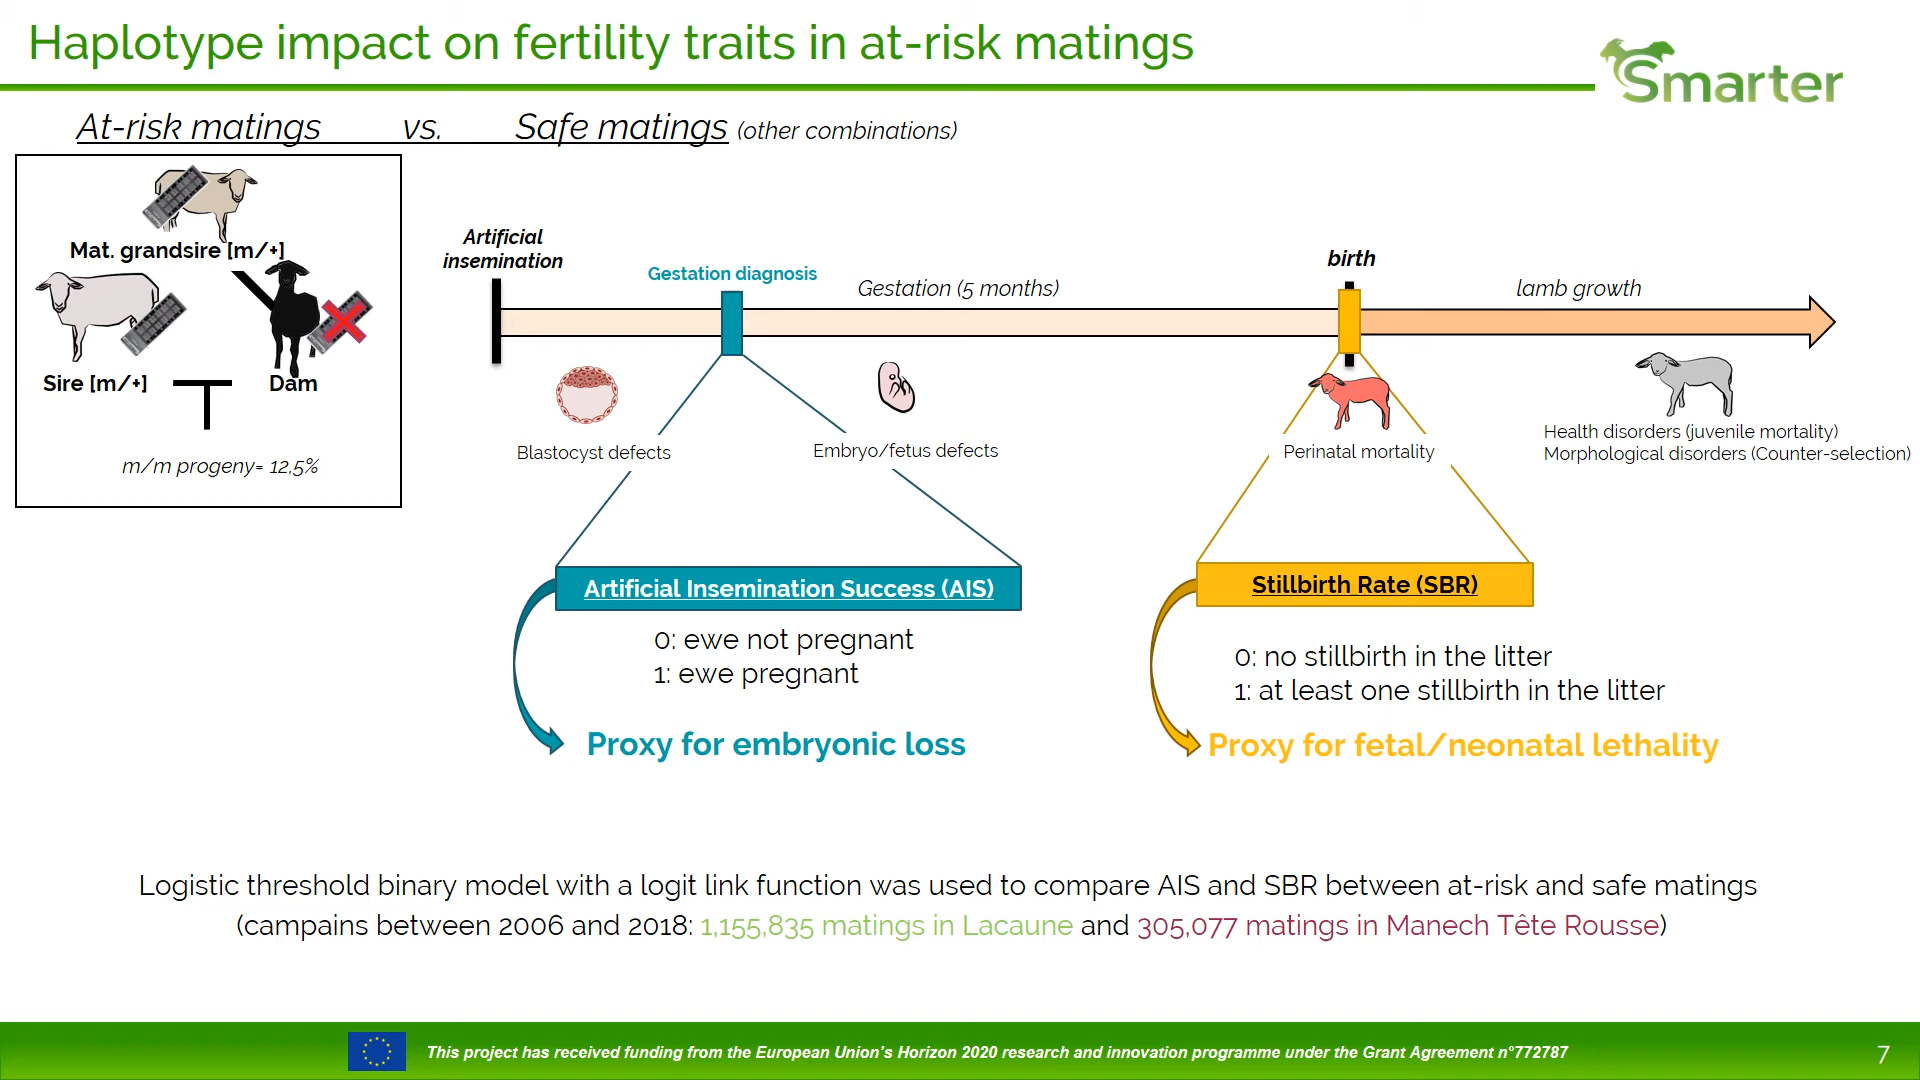 Haplotype impact on fertility traits in at-risk matings
Smarter
At-risk matings vs. Safe matings (other combinations)
Mat. grandsire [m/+]
Sire [m/+]
Dam
m/m progeny= 12,5%
Artificial
insemination
Gestation diagnosis
Gestation (5 months)
birth
lamb growth
Blastocyst defects
Embryo/fetus defects
Perinatal mortality
Health disorders (juvenile mortality)
Morphological disorders (Counter-selection)
Artificial Insemination Success (AIS)
0: ewe not pregnant
1: ewe pregnant
Proxy for embryonic loss
Stillbirth Rate (SBR)
0: no stillbirth in the litter
1: at least one stillbirth in the litter
Proxy for fetal/neonatal lethality
Logistic threshold binary model with a logit link function was used to compare AIS and SBR between at-risk and safe matings
(campains between 2006 and 2018: 1,155,835 matings in Lacaune and 305,077 matings in Manech Tête Rousse)
This project has received funding from the European Union's Horizon 2020 research and innovation programme under the Grant Agreement n°772787
7